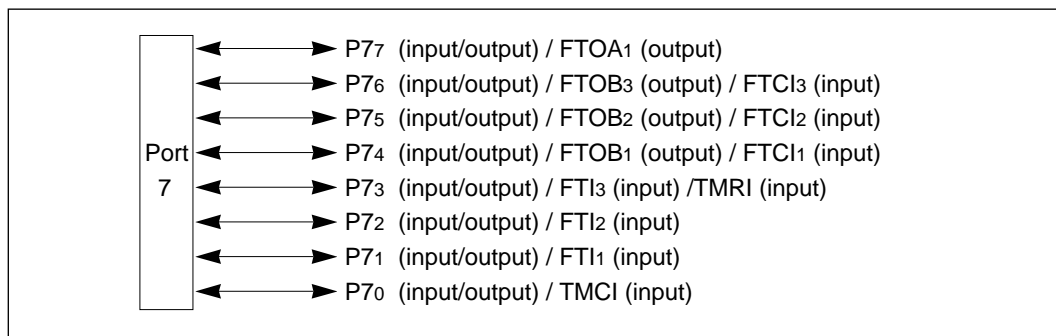 P77 (input/output) / FTOA1 (output)
P76 (input/output) / FTOB3 (output) / FTCI3 (input)
P75 (input/output) / FTOB2 (output) / FTCI2 (input)
Port P74 (input/output) / FTOB1 (output) / FTCI1 (input)
7 P73 (input/output) / FTI3 (input) /TMRI (input)
P72 (input/output) / FTI2 (input)
P71 (input/output) / FTI1 (input)
P70 (input/output) / TMCI (input)